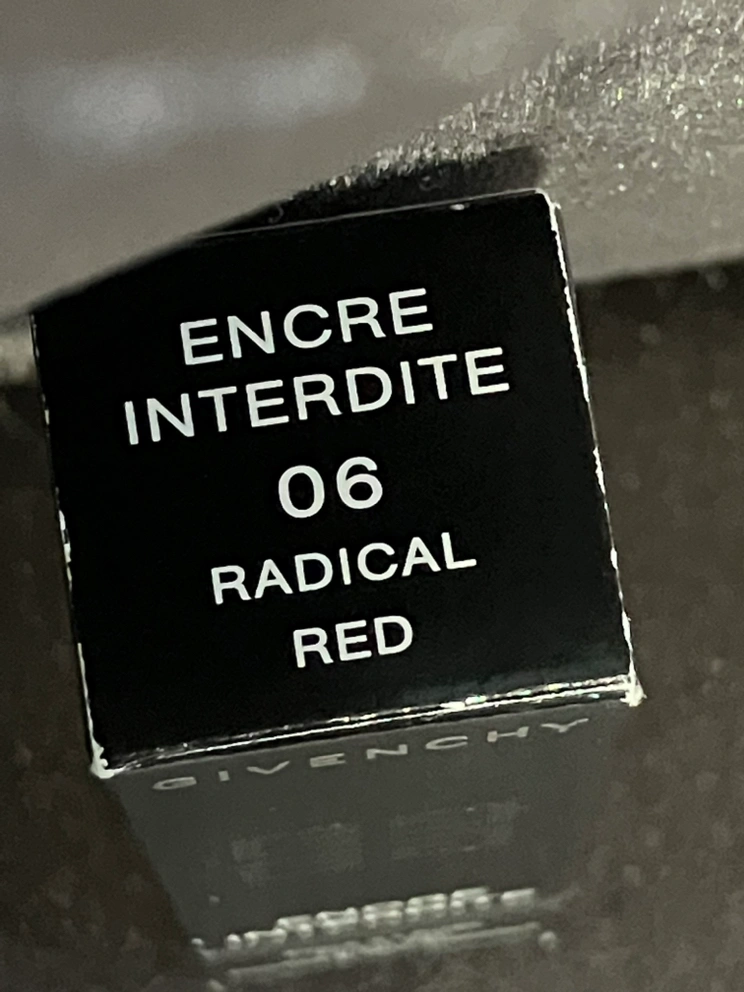 ENCRE
INTERDITE
06
RADICAL
RED
GIVENCHY